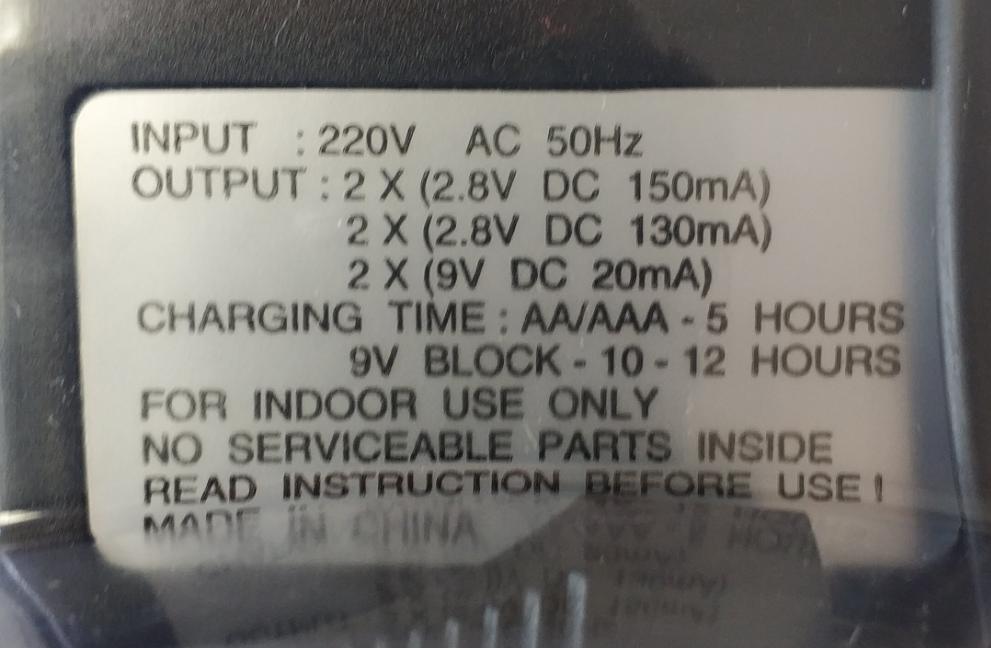 INPUT : 220V AC 50Hz
OUTPUT : 2 X (2.8V DC 150mA)
2 X (2.8V DC 130mA)
2 X (9V DC 20mA)
CHARGING TIME : AA/AAA - 5 HOURS
9V BLOCK - 10 - 12 HOURS
FOR INDOOR USE ONLY
NO SERVICEABLE PARTS INSIDE
READ INSTRUCTION BEFORE USE !
MADE IN CHINA